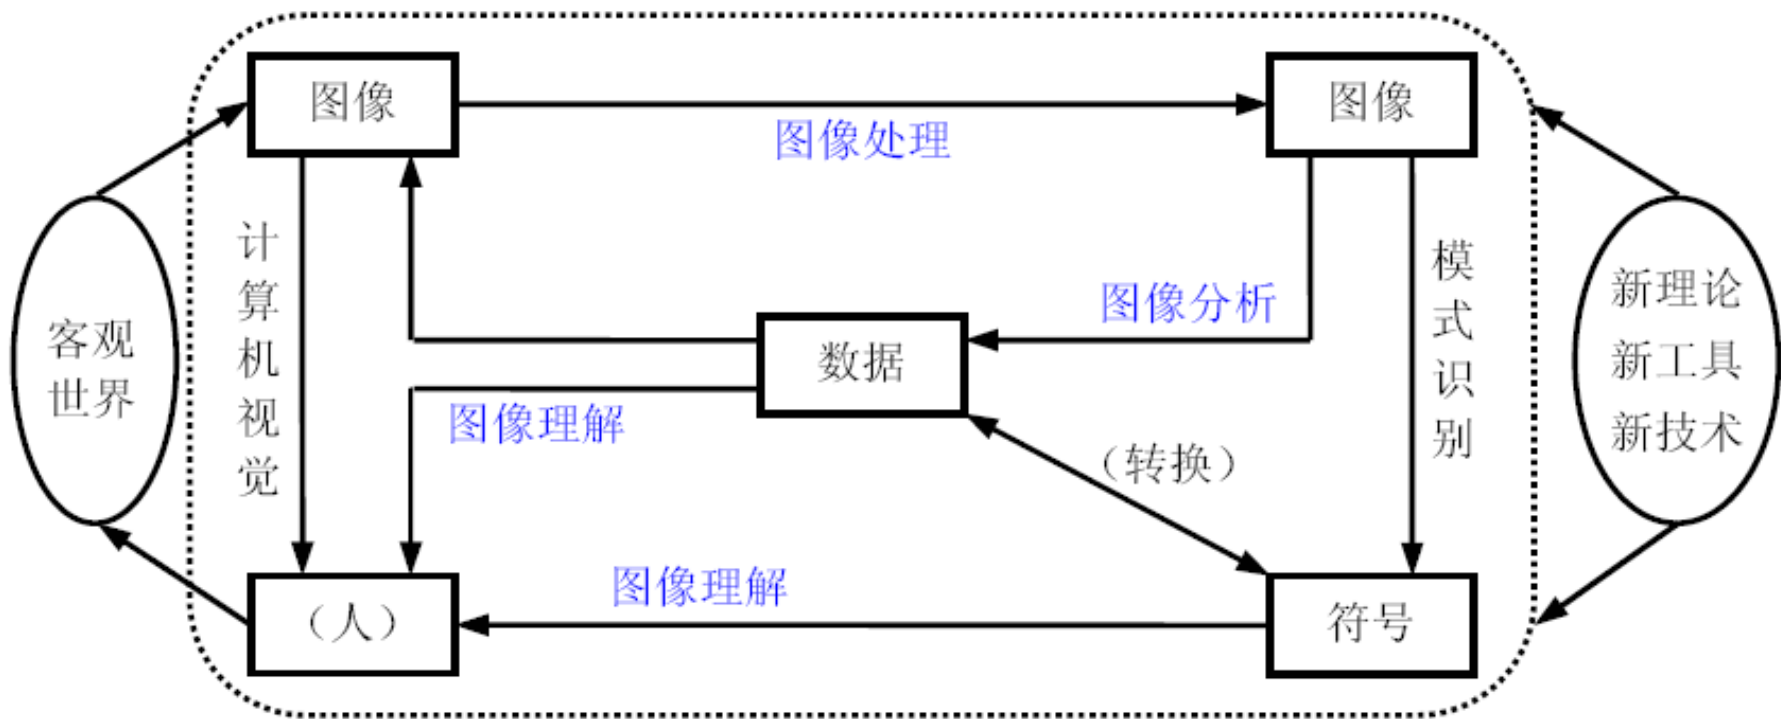 图像
图像
图像处理
计算机视觉
客观
世界
图像分析
数据
模式识别
新理论
新工具
新技术
图像理解
（转换）
图像理解
（人）
符号